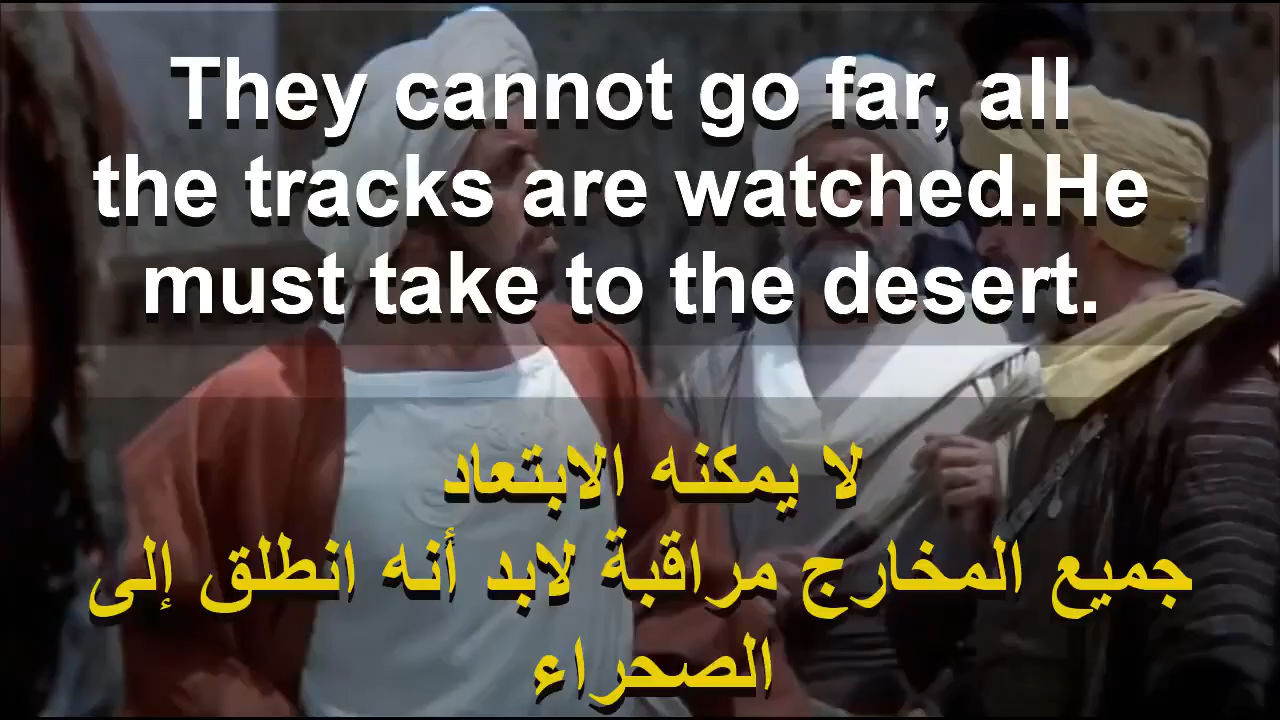 They cannot go far, all
the tracks are watched.He
must take to the desert.
لا يمكنه الابتعاد
جميع المخارج مراقبة لابد أنه انطلق إلى
الصحراء